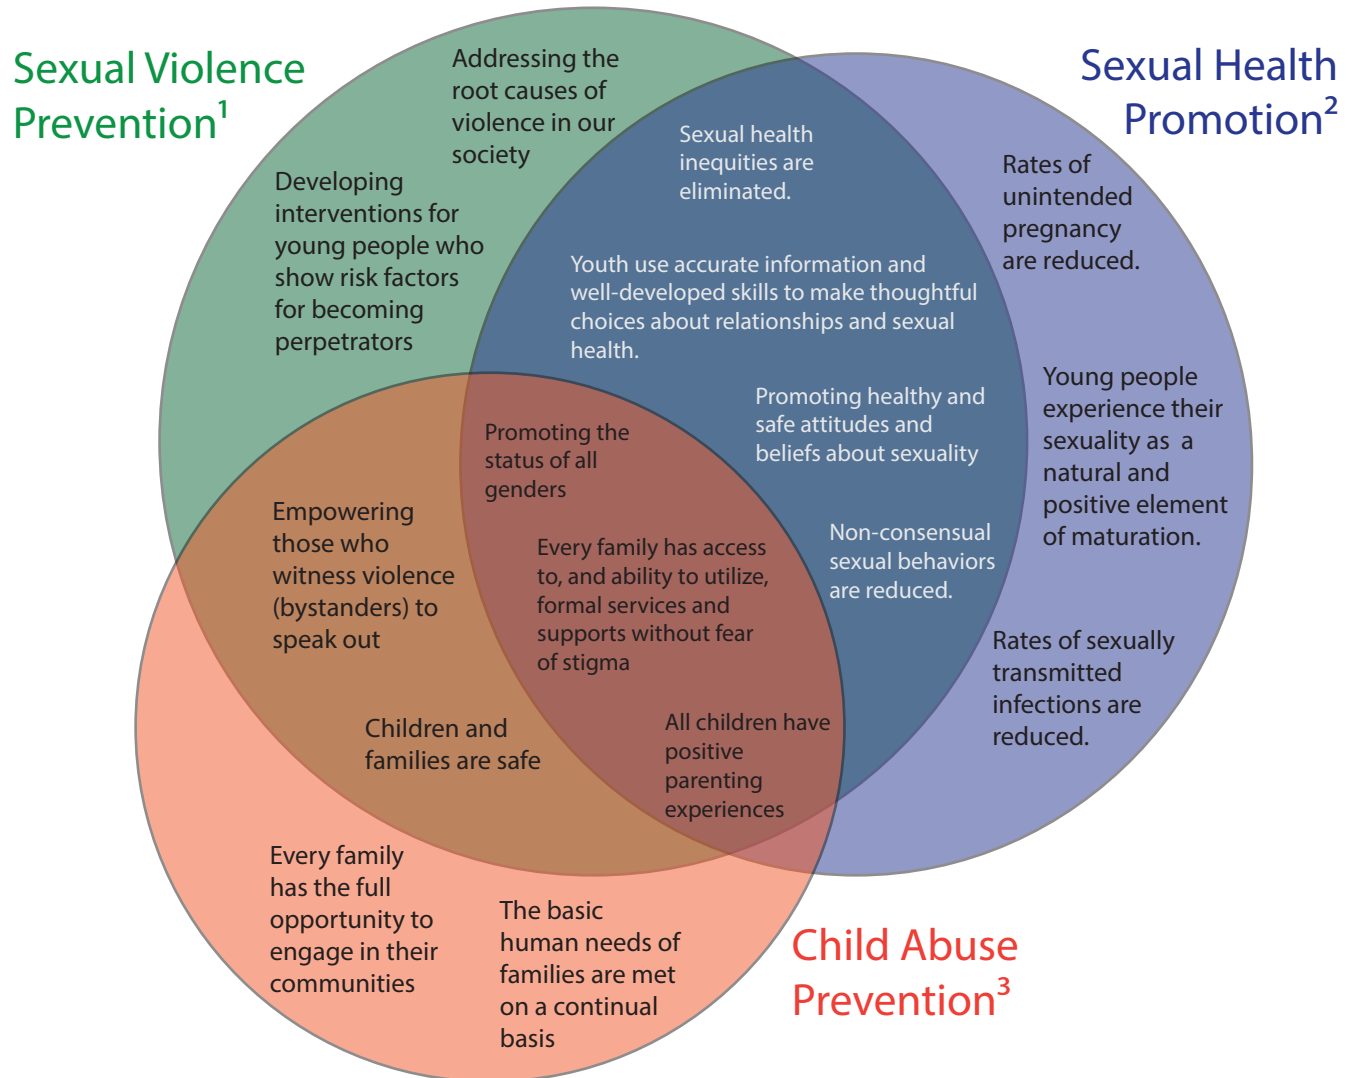 Sexual Violence
Prevention¹
Sexual Health
Promotion²
Addressing the
root causes of
violence in our
society
Developing
interventions for
young people who
show risk factors
for becoming
perpetrators
Sexual health
inequities are
eliminated.
Youth use accurate information and
well-developed skills to make thoughtful
choices about relationships and sexual
health.
Promoting healthy and
safe attitudes and
beliefs about sexuality
Non-consensual
sexual behaviors
are reduced.
Rates of
unintended
pregnancy
are reduced.
Young people
experience their
sexuality as a
natural and
positive element
of maturation.
Rates of sexually
transmitted
infections are
reduced.
Promoting the
status of all
genders
Every family has access
to, and ability to utilize,
formal services and
supports without fear
of stigma
All children have
positive
parenting
experiences
Empowering
those who
witness violence
(bystanders) to
speak out
Children and
families are safe
Every family
has the full
opportunity to
engage in their
communities
The basic
human needs of
families are met
on a continual
basis
Child Abuse
Prevention³